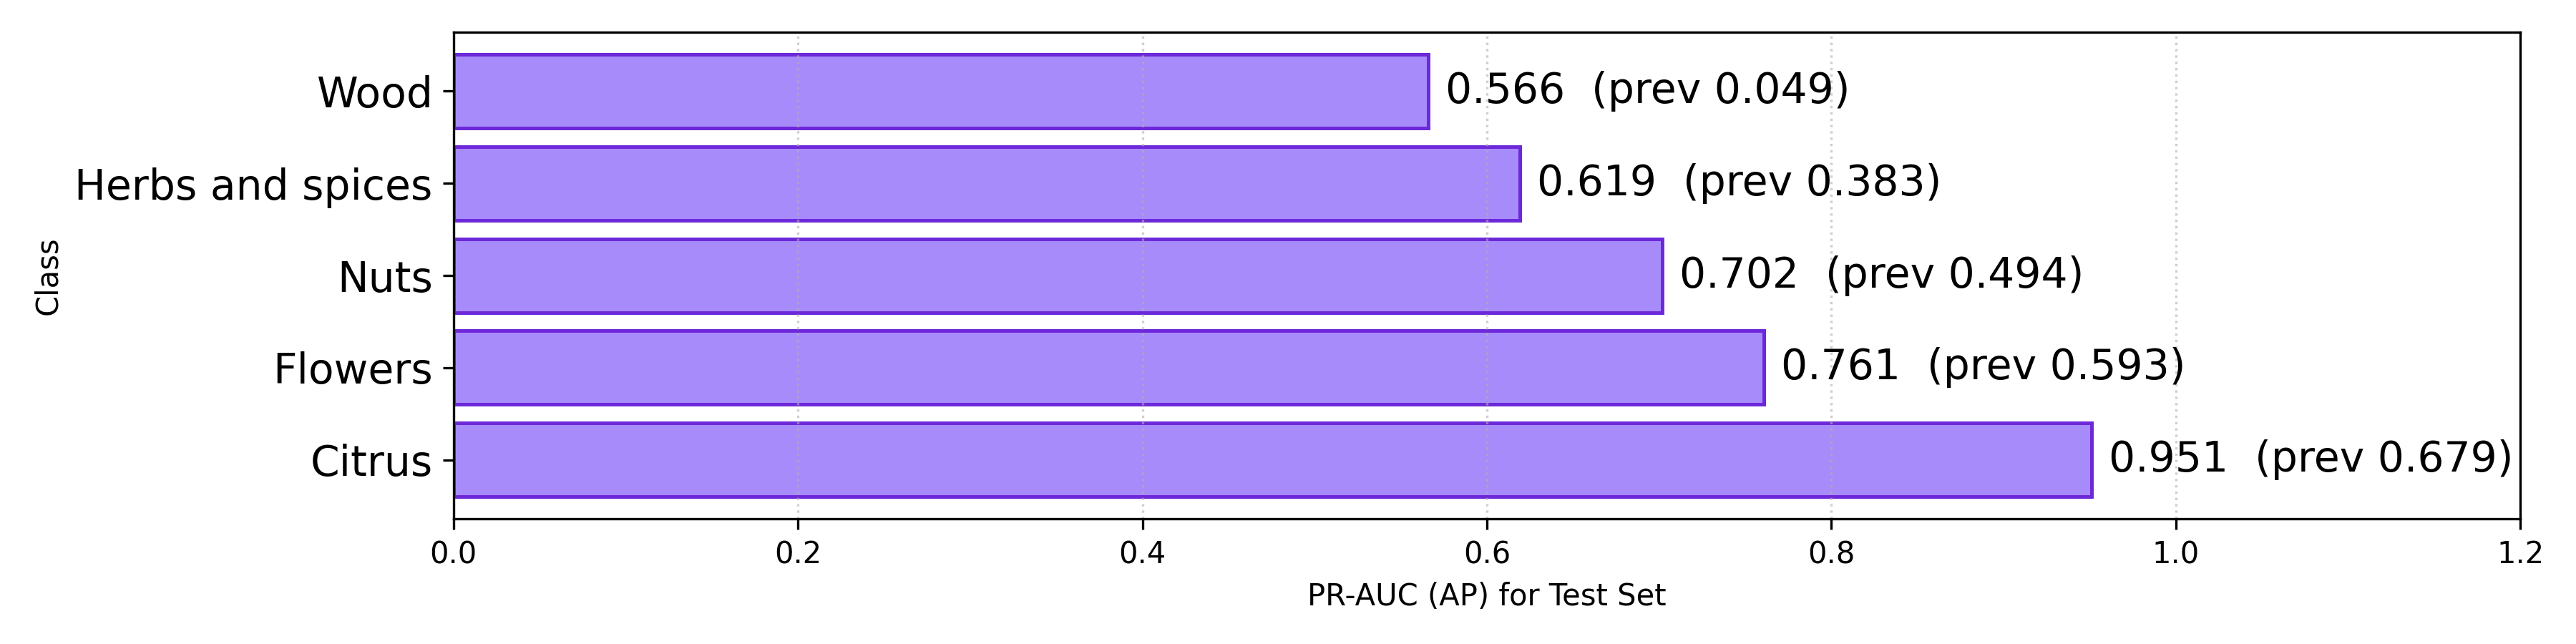 Wood 0.566 (prev 0.049)
Herbs and spices 0.619 (prev 0.383)
Nuts 0.702 (prev 0.494)
Flowers 0.761 (prev 0.593)
Citrus 0.951 (prev 0.679)
Class
0.0 0.2 0.4 0.6 0.8 1.0 1.2
PR-AUC (AP) for Test Set